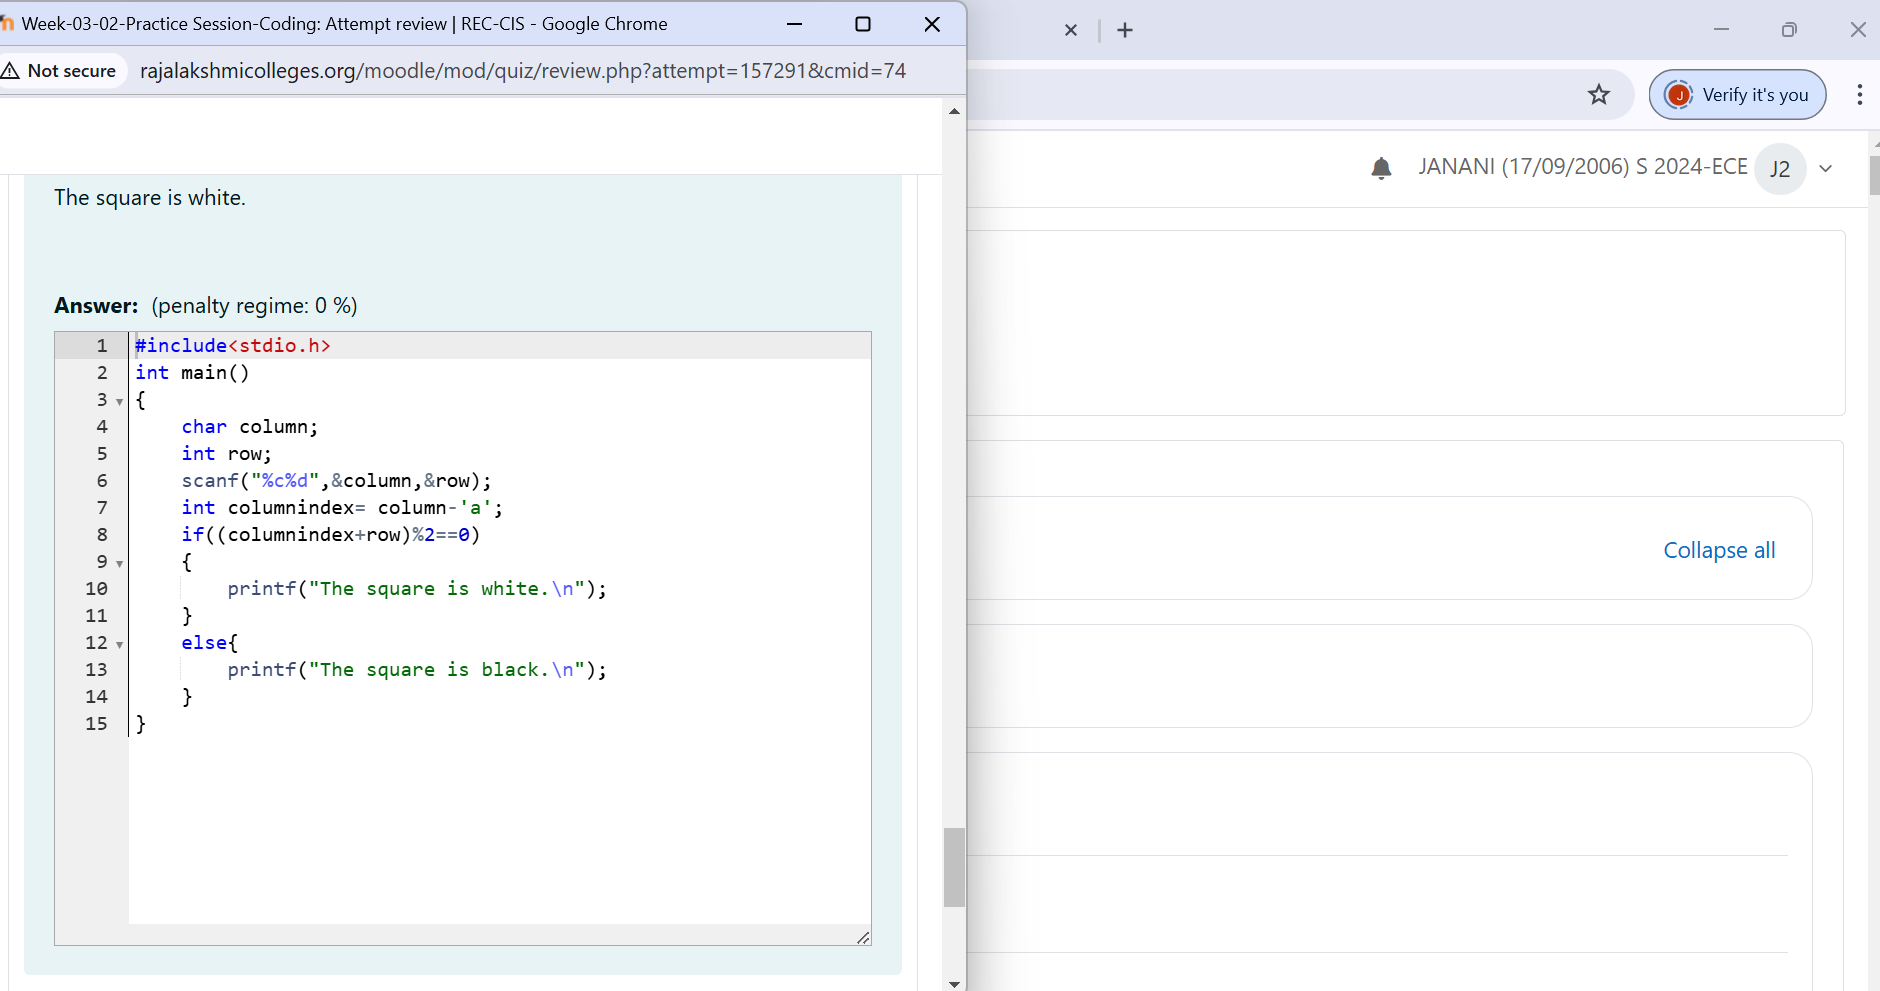 Week-03-02-Practice Session-Coding: Attempt review | REC-CIS - Google Chrome
Not secure rajalakshmicolleges.org/moodle/mod/quiz/review.php?attempt=157291&cmid=74
Verify it's you
JANANI (17/09/2006) S 2024-ECE J2
The square is white.
Answer: (penalty regime: 0 %)
1 #include<stdio.h>
2 int main()
3 {
4     char column;
5     int row;
6     scanf("%c%d",&column,&row);
7     int columnindex= column-'a';
8     if((columnindex+row)%2==0)
9     {
10         printf("The square is white.\n");
11     }
12     else{
13         printf("The square is black.\n");
14     }
15 }
Collapse all